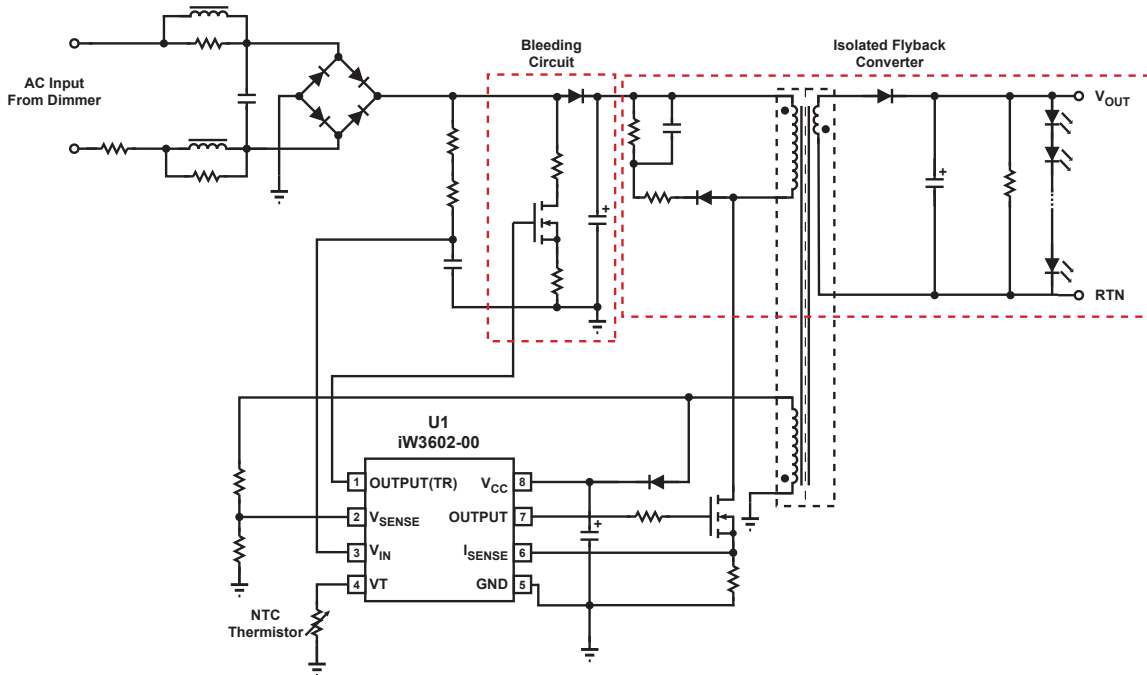 Bleeding
Circuit
Isolated Flyback
Converter
AC Input
From Dimmer
+
+
VOUT
RTN
U1
iW3602-00
1 OUTPUT(TR)
2 VSENSE
3 VIN
4 VT
VCC 8
OUTPUT 7
ISENSE 6
GND 5
+
NTC
Thermistor